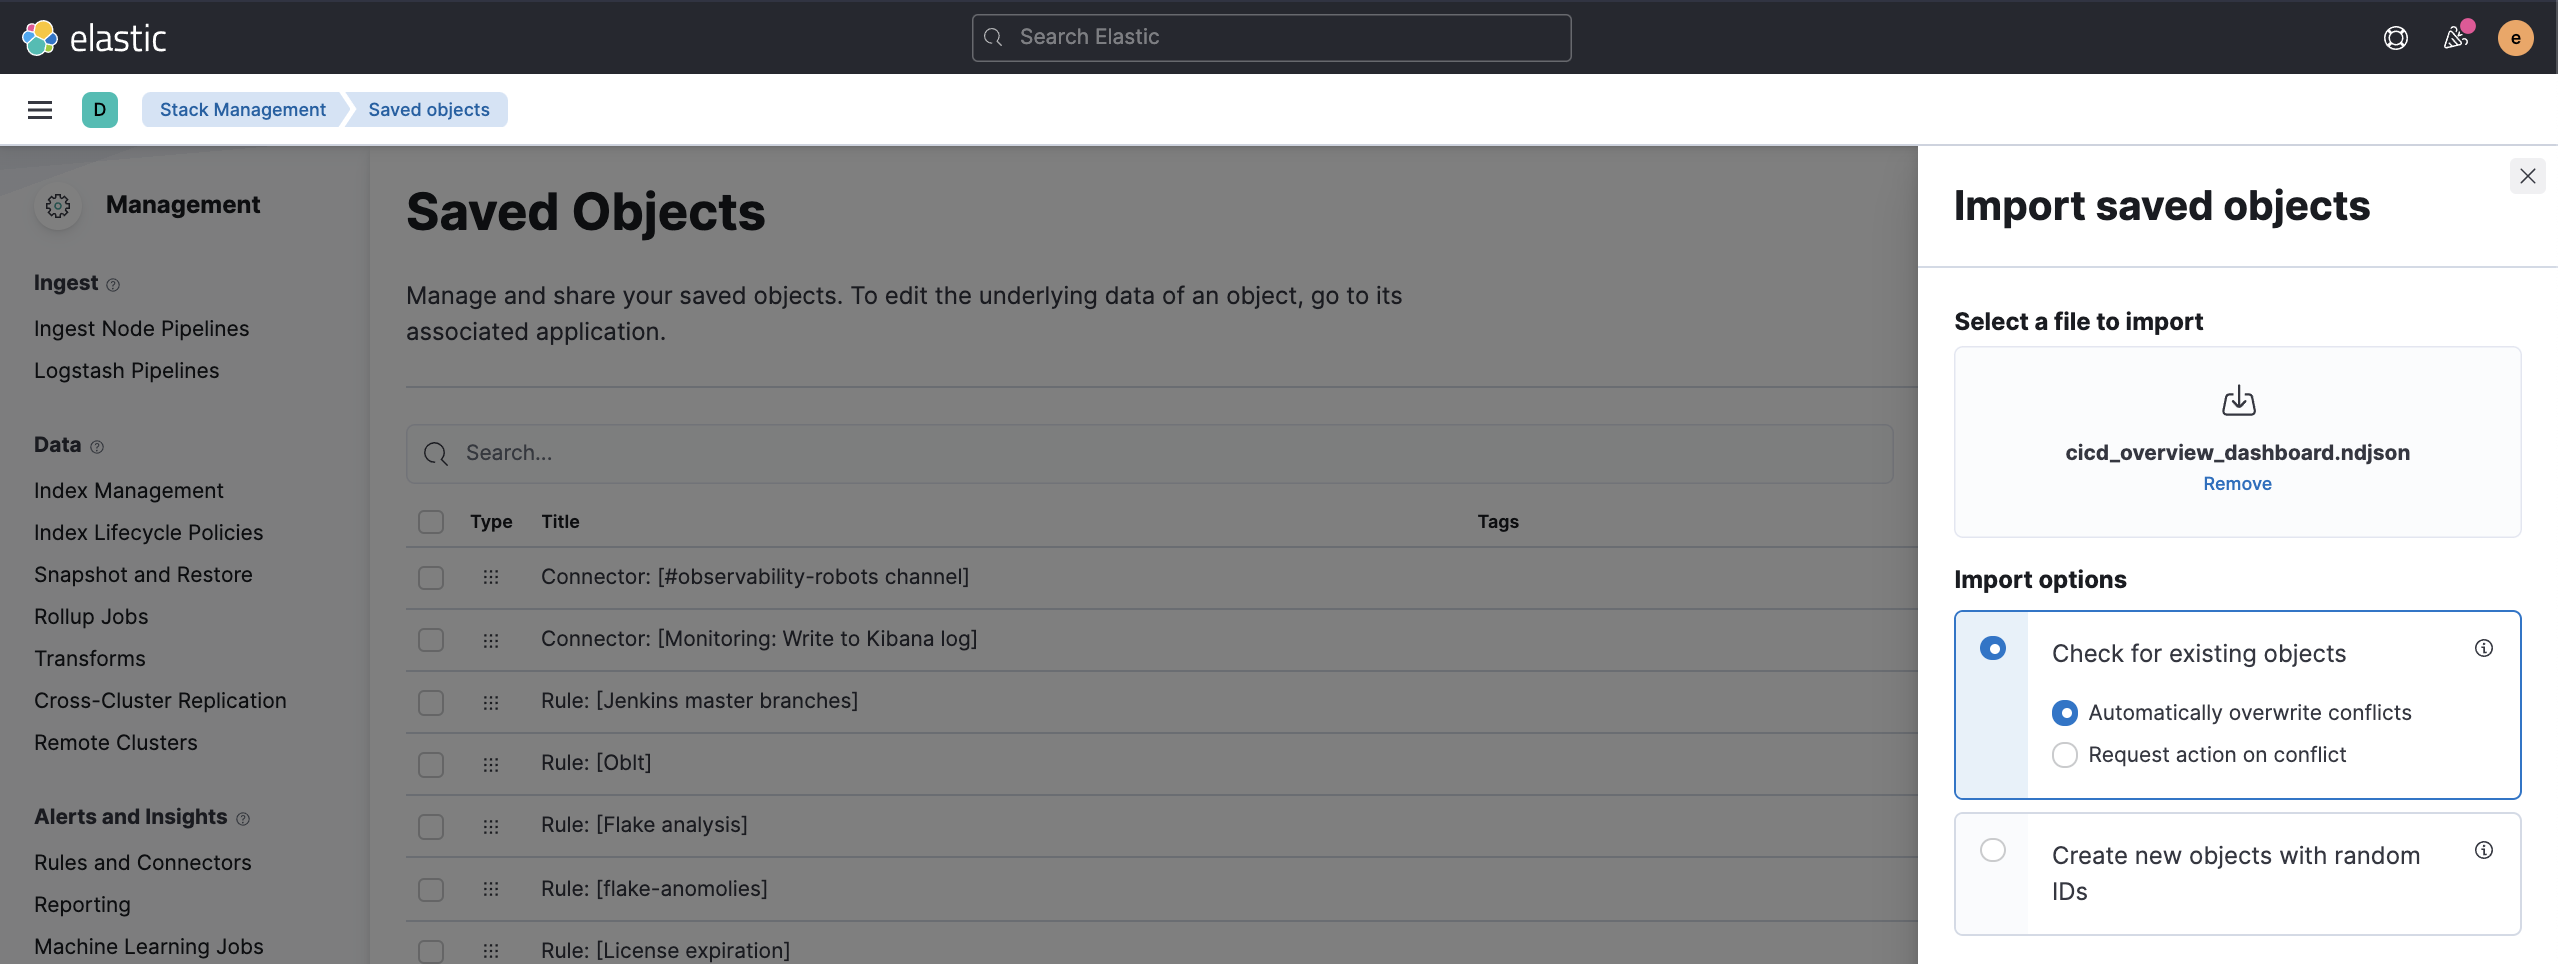 elastic
Search Elastic
e
D
Stack Management
Saved objects
Management
Ingest
Ingest Node Pipelines
Logstash Pipelines
Data
Index Management
Index Lifecycle Policies
Snapshot and Restore
Rollup Jobs
Transforms
Cross-Cluster Replication
Remote Clusters
Alerts and Insights
Rules and Connectors
Reporting
Machine Learning Jobs
Saved Objects
Manage and share your saved objects. To edit the underlying data of an object, go to its
associated application.
Search...
Type Title Tags
Connector: [#observability-robots channel]
Connector: [Monitoring: Write to Kibana log]
Rule: [Jenkins master branches]
Rule: [Oblt]
Rule: [Flake analysis]
Rule: [flake-anomolies]
Rule: [License expiration]
Import saved objects
Select a file to import
cicd_overview_dashboard.ndjson
Remove
Import options
Check for existing objects
Automatically overwrite conflicts
Request action on conflict
Create new objects with random
IDs